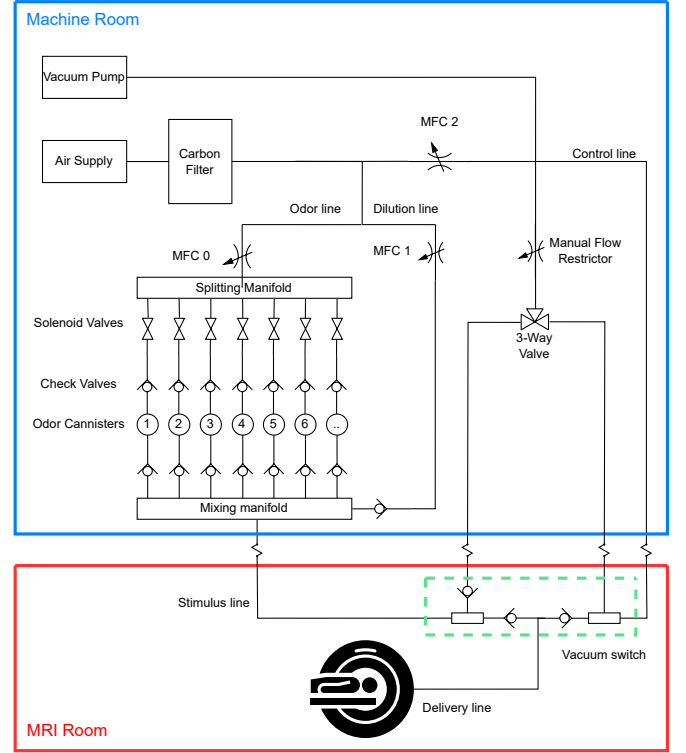 Machine Room
Vacuum Pump
MFC 2
Air Supply
Carbon
Filter
Control line
Odor line
Dilution line
MFC 0
MFC 1
Manual Flow
Restrictor
Splitting Manifold
Solenoid Valves
3-Way
Valve
Check Valves
Odor Cannisters
1
2
3
4
5
6
..
Mixing manifold
Stimulus line
Vacuum switch
Delivery line
MRI Room